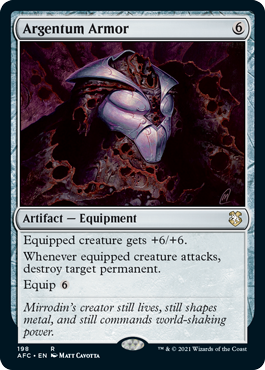 Argentum Armor 6
Artifact — Equipment
Equipped creature gets +6/+6.
Whenever equipped creature attacks,
destroy target permanent.
Equip 6
Mirrodin's creator still lives, still shapes
metal, and still commands world-shaking
power.
198 R
AFC • EN Matt Cavotta ™ & © 2021 Wizards of the Coast